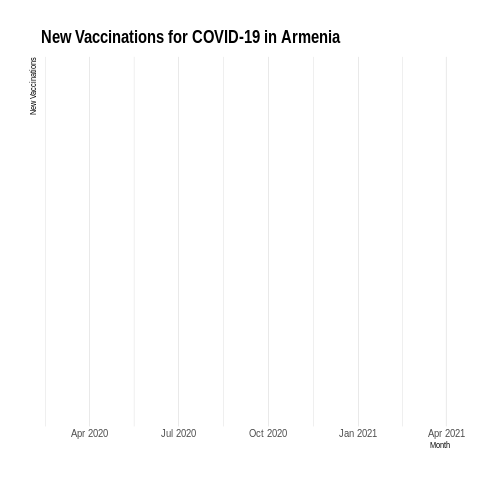 New Vaccinations for COVID-19 in Armenia
New Vaccinations
Apr 2020 Jul 2020 Oct 2020 Jan 2021 Apr 2021
Month